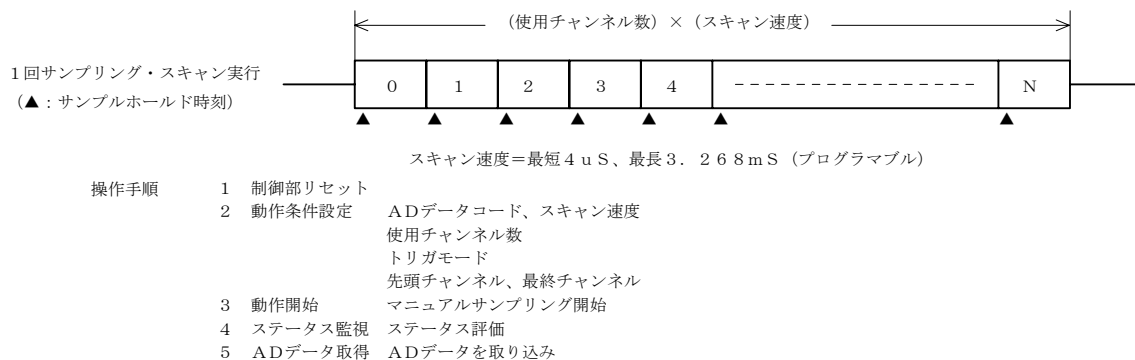 (使用チャンネル数)×(スキャン速度)
1回サンプリング・スキャン実行
(▲:サンプルホールド時刻)
0 1 2 3 4 N
スキャン速度=最短4uS、最長3.268mS(プログラマブル)
操作手順 1 制御部リセット
2 動作条件設定 ADデータコード、スキャン速度
使用チャンネル数
トリガモード
先頭チャンネル、最終チャンネル
3 動作開始 マニュアルサンプリング開始
4 ステータス監視 ステータス評価
5 ADデータ取得 ADデータを取り込み